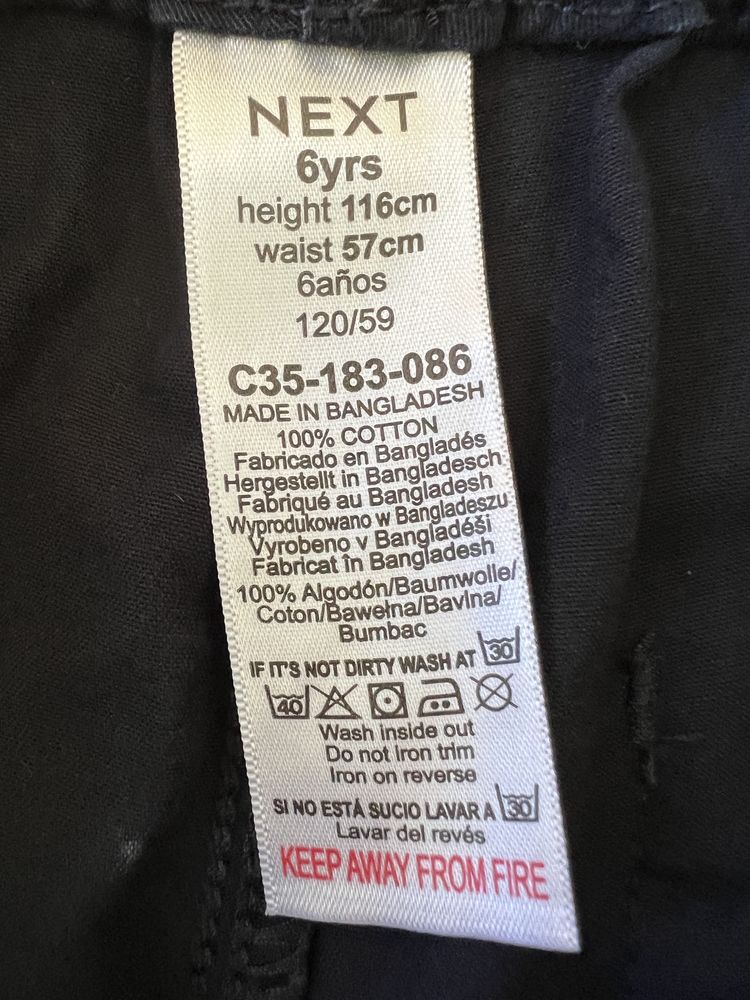 NEXT
6yrs
height 116cm
waist 57cm
6años
120/59
C35-183-086
MADE IN BANGLADESH
100% COTTON
Fabricado en Bangladés
Hergestellt in Bangladesch
Fabriqué au Bangladesh
Wyprodukowano w Bangladeszu
Vyrobeno v Bangladéši
Fabricat în Bangladesh
100% Algodón/Baumwolle/
Coton/Bawełna/Bavlna/
Bumbac
IF IT'S NOT DIRTY WASH AT 30
40
Wash inside out
Do not Iron trim
Iron on reverse
SI NO ESTÁ SUCIO LAVAR A 30
Lavar del revés
KEEP AWAY FROM FIRE